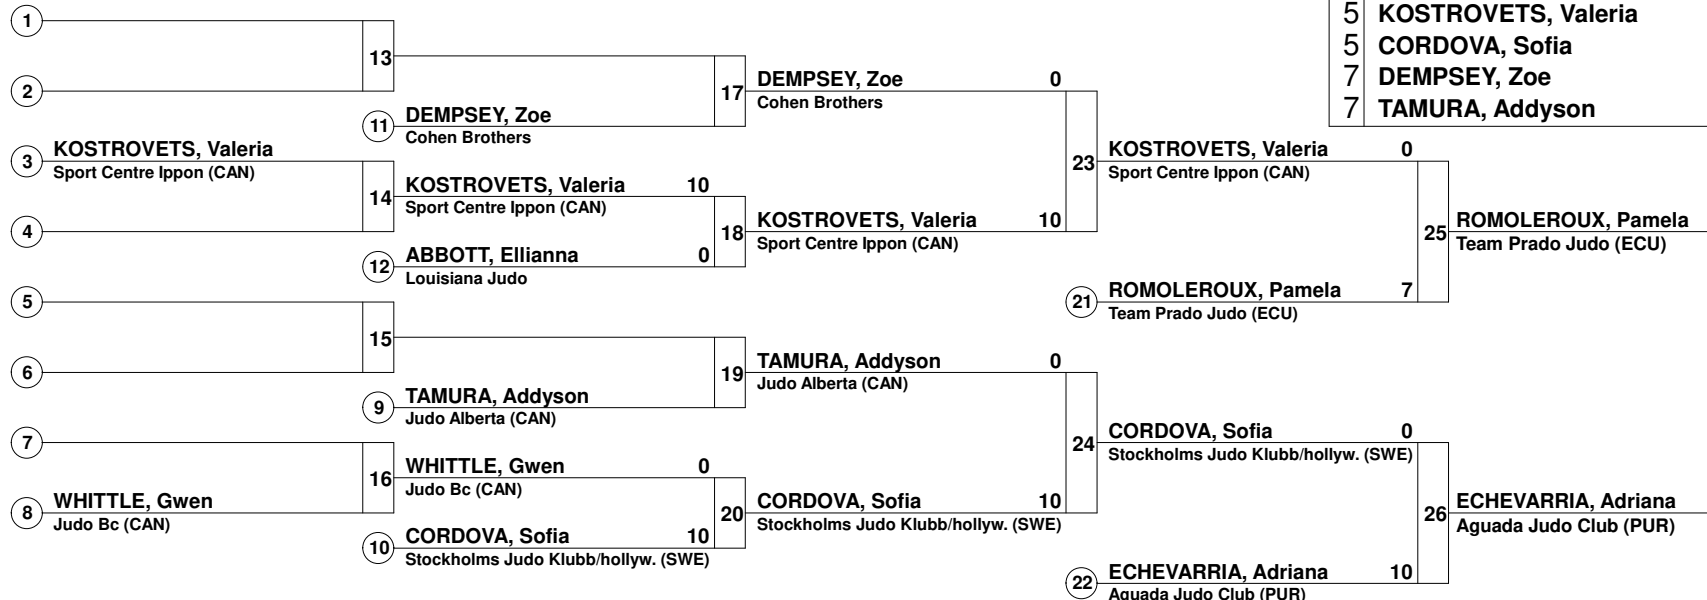 1
13
2
3 KOSTROVETS, Valeria
Sport Centre Ippon (CAN)
14
4
5
15
6
7
16
8 WHITTLE, Gwen
Judo Bc (CAN)
17
11 DEMPSEY, Zoe
Cohen Brothers
KOSTROVETS, Valeria 10
Sport Centre Ippon (CAN)
18
12 ABBOTT, Ellianna 0
Louisiana Judo
19
9 TAMURA, Addyson
Judo Alberta (CAN)
WHITTLE, Gwen 0
Judo Bc (CAN)
20
10 CORDOVA, Sofia 10
Stockholms Judo Klubb/hollyw. (SWE)
DEMPSEY, Zoe 0
Cohen Brothers
23
KOSTROVETS, Valeria 10
Sport Centre Ippon (CAN)
TAMURA, Addyson 0
Judo Alberta (CAN)
24
CORDOVA, Sofia 10
Stockholms Judo Klubb/hollyw. (SWE)
KOSTROVETS, Valeria 0
Sport Centre Ippon (CAN)
25
21 ROMOLEROUX, Pamela 7
Team Prado Judo (ECU)
CORDOVA, Sofia 0
Stockholms Judo Klubb/hollyw. (SWE)
26
22 ECHEVARRIA, Adriana 10
Aguada Judo Club (PUR)
5 KOSTROVETS, Valeria
5 CORDOVA, Sofia
7 DEMPSEY, Zoe
7 TAMURA, Addyson
ROMOLEROUX, Pamela
Team Prado Judo (ECU)
ECHEVARRIA, Adriana
Aguada Judo Club (PUR)